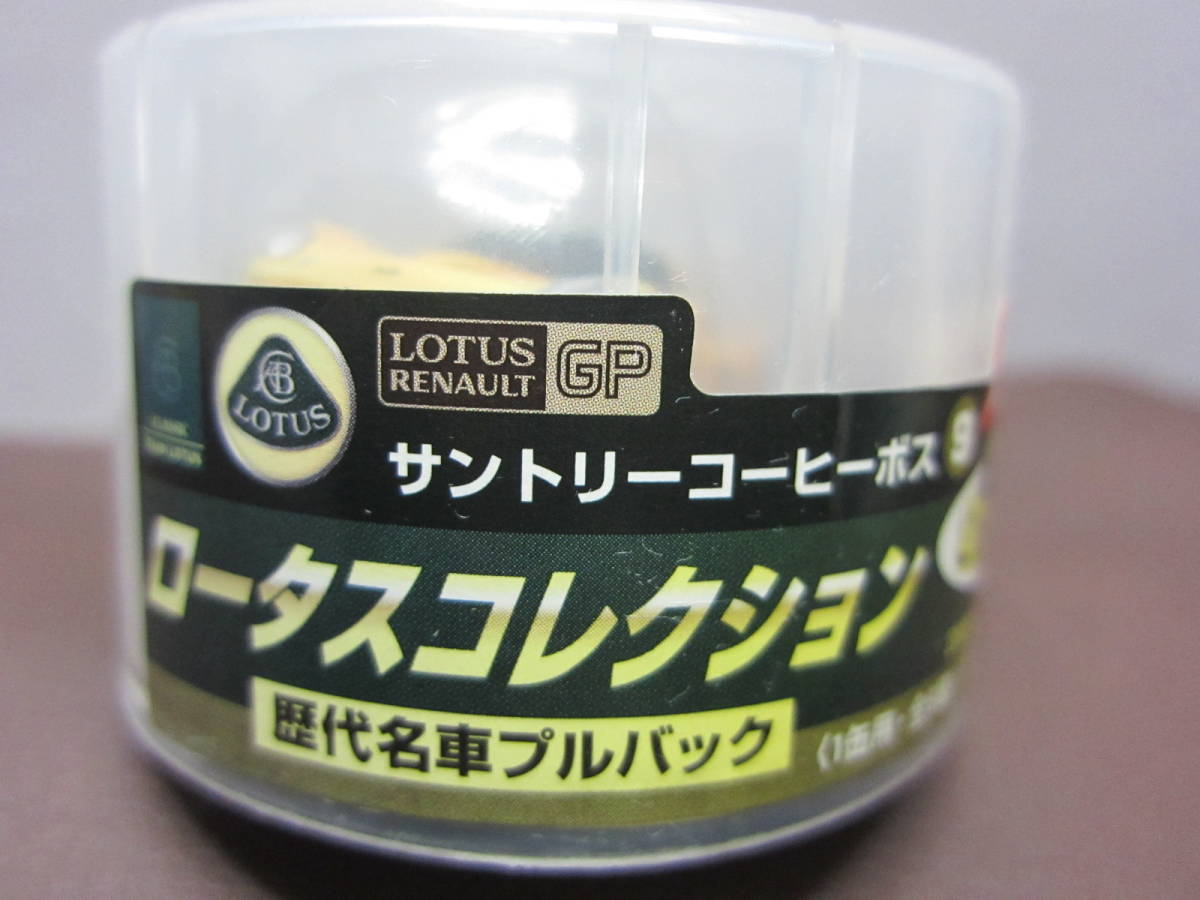 LOTUS
LOTUS
RENAULT
GP
サントリーコーヒーボス 9
ロータスコレクション
歴代名車プルバック